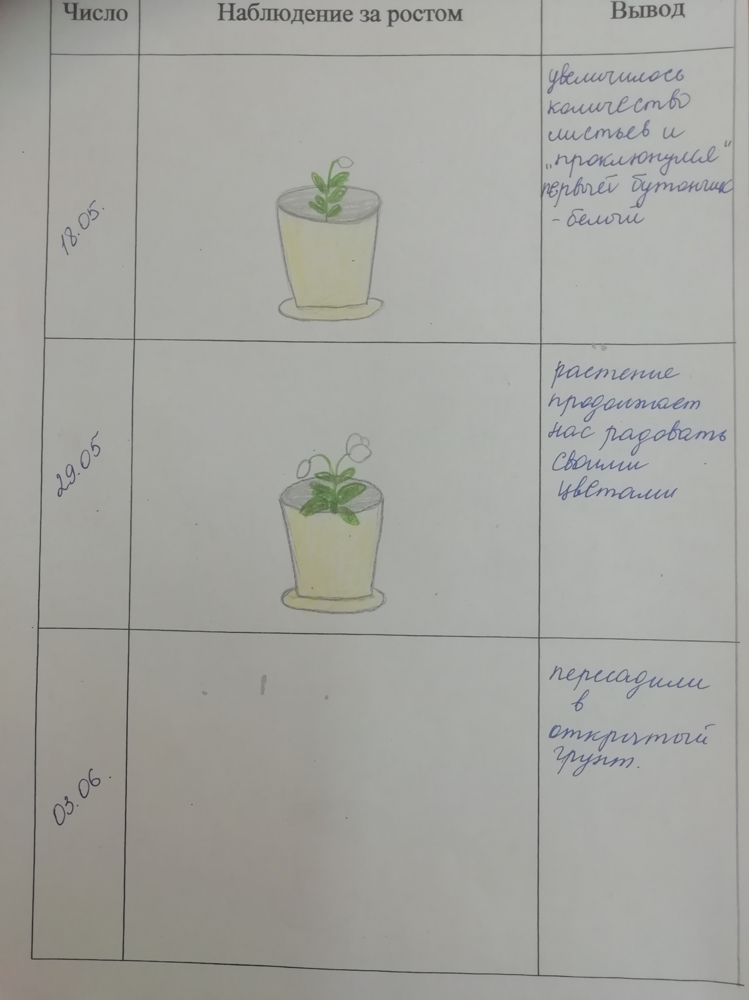 Число Наблюдение за ростом Вывод
18.05.
увеличилось
количество
листьев и
„проклюнулся“
первый бутончик
- белый
29.05
растение
продолжает
нас радовать
своими
цветами
03.06.
пересадили
в
открытый
грунт.